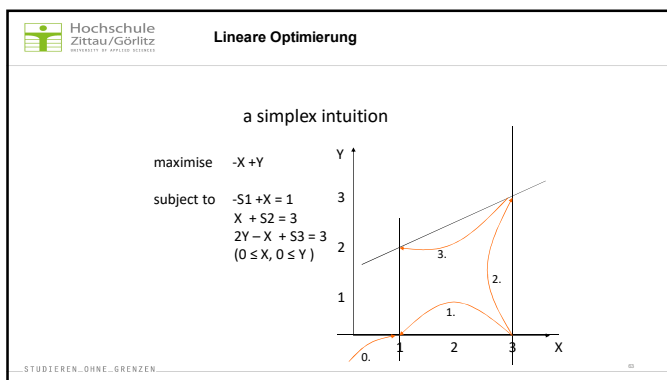 Hochschule
Zittau/Görlitz
UNIVERSITY OF APPLIED SCIENCES
Lineare Optimierung
a simplex intuition
maximise -X +Y
subject to -S1 +X = 1
X + S2 = 3
2Y – X + S3 = 3
(0 ≤ X, 0 ≤ Y )
Y
3
2
1
3.
2.
1.
0.
1 2 3 X
STUDIEREN OHNE GRENZEN